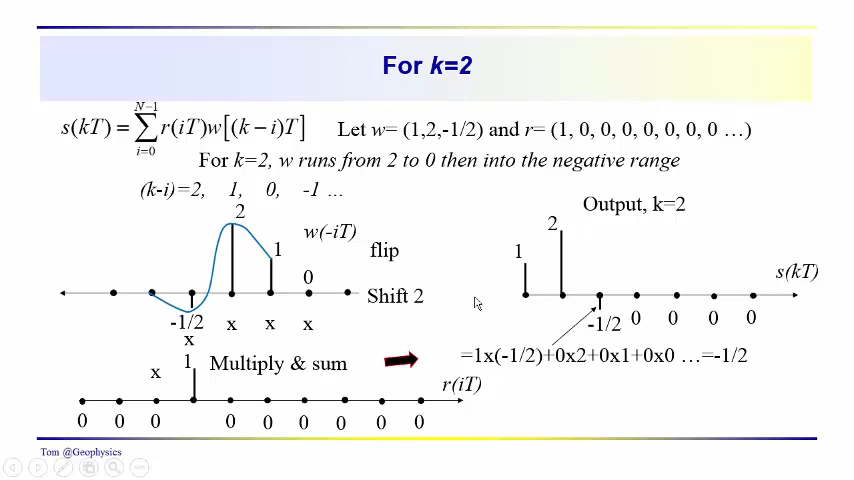 For k=2
s(kT) = \sum_{i=0}^{N-1} r(iT)w[(k-i)T]
Let w= (1,2,-1/2) and r= (1, 0, 0, 0, 0, 0, 0, 0 …)
For k=2, w runs from 2 to 0 then into the negative range
(k-i)=2, 1, 0, -1 …
2
w(-iT)
1
flip
0
Shift 2
-1/2 x x x
x
x
1
Multiply & sum
r(iT)
0 0 0 0 0 0 0 0 0
Output, k=2
2
1
s(kT)
-1/2 0 0 0 0
=1x(-1/2)+0x2+0x1+0x0 …=-1/2
Tom @Geophysics